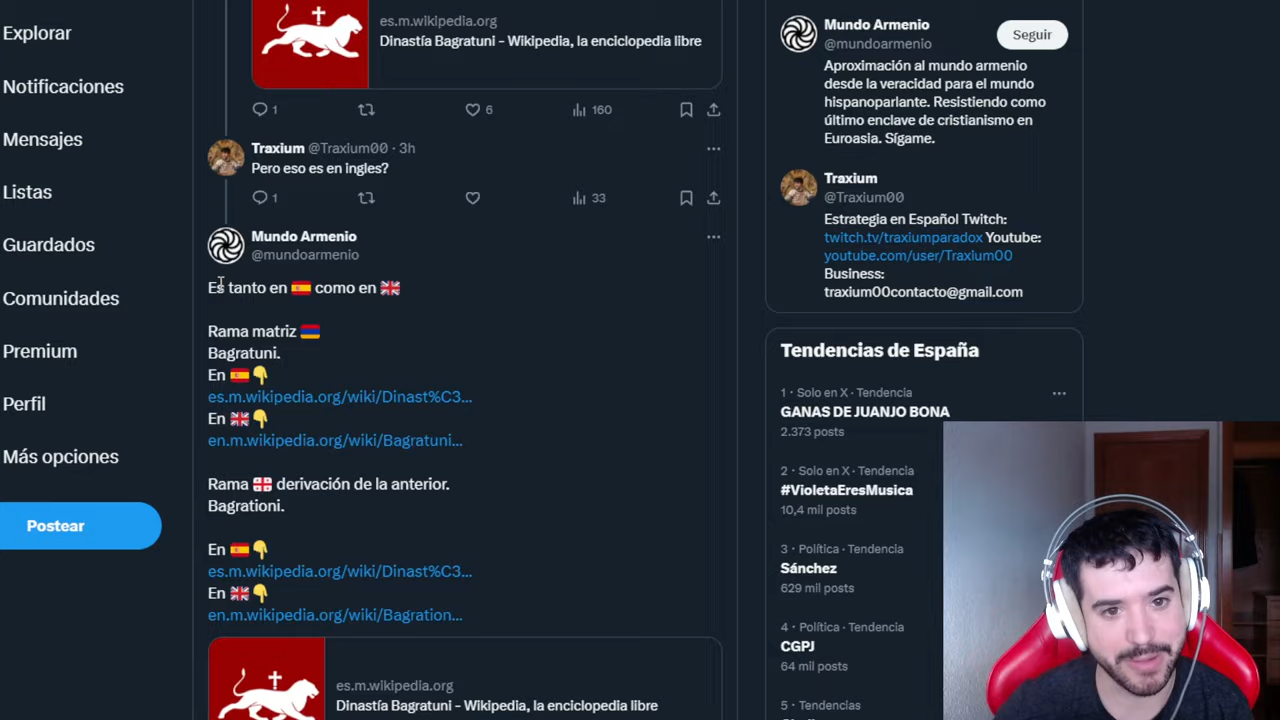 Explorar
Notificaciones
Mensajes
Listas
Guardados
Comunidades
Premium
Perfil
Más opciones
Postear
es.m.wikipedia.org
Dinastía Bagratuni - Wikipedia, la enciclopedia libre
1
6
160
Traxium @Traxlum00 · 3h
Pero eso es en ingles?
1
33
Mundo Armenio
@mundoarmenio
Es tanto en 🇪🇸 como en 🇬🇧
Rama matriz 🇦🇲
Bagratuni.
En 🇪🇸👇
es.m.wikipedia.org/wiki/Dinast%C3...
En 🇬🇧👇
en.m.wikipedia.org/wiki/Bagratuni...
Rama 🇬🇪 derivación de la anterior.
Bagrationi.
En 🇪🇸👇
es.m.wikipedia.org/wiki/Dinast%C3...
En 🇬🇧👇
en.m.wikipedia.org/wiki/Bagration...
es.m.wikipedia.org
Dinastía Bagratuni - Wikipedia, la enciclopedia libre
Mundo Armenio
@mundoarmenio
Seguir
Aproximación al mundo armenio
desde la veracidad para el mundo
hispanoparlante. Resistiendo como
último enclave de cristianismo en
Euroasia. Sígame.
Traxium
@Traxlum00
Estrategia en Español Twitch:
twitch.tv/traxiumparadox Youtube:
youtube.com/user/Traxlum00
Business:
traxium00contacto@gmail.com
Tendencias de España
1 · Solo en X · Tendencia
GANAS DE JUANJO BONA
2.373 posts
2 · Solo en X · Tendencia
#VioletaEresMusica
10,4 mil posts
3 · Política · Tendencia
Sánchez
629 mil posts
4 · Política · Tendencia
CGPJ
64 mil posts
5 · Tendencias